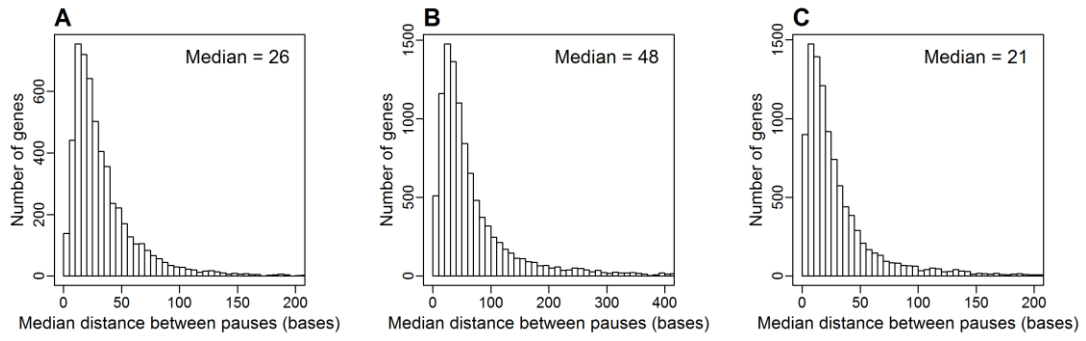 A
Median = 26
Number of genes
0
200
400
600
0
50
100
150
200
Median distance between pauses (bases)
B
Median = 48
Number of genes
0
500
1000
1500
0
100
200
300
400
Median distance between pauses (bases)
C
Median = 21
Number of genes
0
500
1000
1500
0
50
100
150
200
Median distance between pauses (bases)